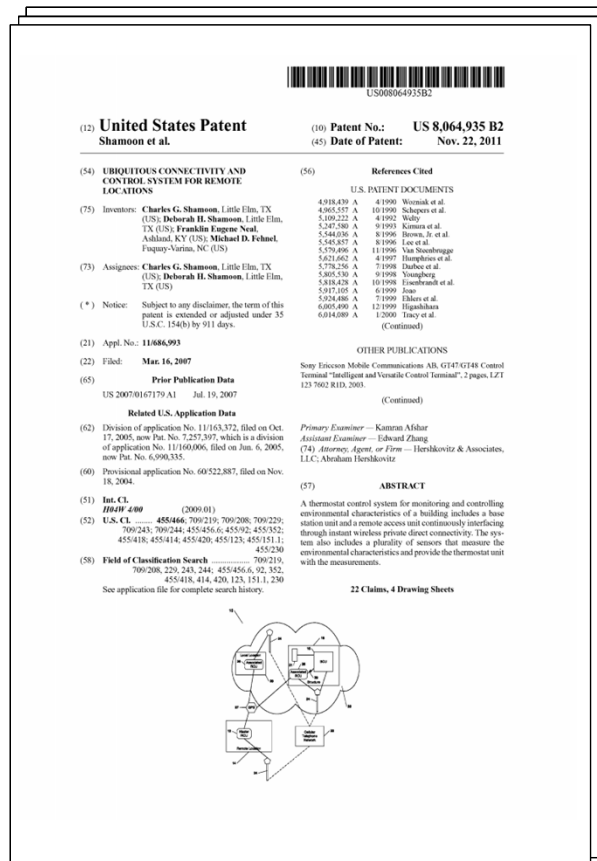 US008064935B2
(12) United States Patent
Shamoon et al.
(10) Patent No.: US 8,064,935 B2
(45) Date of Patent: Nov. 22, 2011
(54) UBIQUITOUS CONNECTIVITY AND
CONTROL SYSTEM FOR REMOTE
LOCATIONS
(75) Inventors: Charles G. Shamoon, Little Elm, TX
(US); Deborah H. Shamoon, Little Elm,
TX (US); Franklin Eugene Neal,
Ashland, KY (US); Michael D. Fehnel,
Fuquay-Varina, NC (US)
(73) Assignees: Charles G. Shamoon, Little Elm, TX
(US); Deborah H. Shamoon, Little Elm,
TX (US)
( * ) Notice: Subject to any disclaimer, the term of this
patent is extended or adjusted under 35
U.S.C. 154(b) by 911 days.
(21) Appl. No.: 11/686,993
(22) Filed: Mar. 16, 2007
(65) Prior Publication Data
US 2007/0167179 A1 Jul. 19, 2007
Related U.S. Application Data
(62) Division of application No. 11/163,372, filed on Oct.
17, 2005, now Pat. No. 7,257,397, which is a division
of application No. 11/160,006, filed on Jun. 6, 2005,
now Pat. No. 6,990,335.
(60) Provisional application No. 60/522,887, filed on Nov.
18, 2004.
(51) Int. Cl.
H04W 4/00 (2009.01)
(52) U.S. Cl. ........ 455/466; 709/219; 709/208; 709/229;
709/243; 709/244; 455/456.6; 455/92; 455/352;
455/418; 455/414; 455/420; 455/123; 455/151.1;
455/230
(58) Field of Classification Search .................. 709/219,
709/208, 229, 243, 244; 455/456.6, 92, 352,
455/418, 414, 420, 123, 151.1, 230
See application file for complete search history.
(56) References Cited
U.S. PATENT DOCUMENTS
4,918,439 A 4/1990 Wozniak et al.
4,965,557 A 10/1990 Schepers et al.
5,109,222 A 4/1992 Welty
5,247,580 A 9/1993 Kimura et al.
5,544,036 A 8/1996 Brown, Jr. et al.
5,545,857 A 8/1996 Lee et al.
5,579,496 A 11/1996 Van Steenbrugge
5,621,662 A 4/1997 Humphries et al.
5,778,256 A 7/1998 Darbee et al.
5,805,530 A 9/1998 Youngberg
5,818,428 A 10/1998 Eisenbrandt et al.
5,917,105 A 6/1999 Joao
5,924,486 A 7/1999 Ehlers et al.
6,005,490 A 12/1999 Higashihara
6,014,089 A 1/2000 Tracy et al.
(Continued)
OTHER PUBLICATIONS
Sony Ericsson Mobile Communications AB, GT47/GT48 Control
Terminal "Intelligent and Versatile Control Terminal", 2 pages, LZT
123 7602 R1D, 2003.
(Continued)
Primary Examiner — Kamran Afshar
Assistant Examiner — Edward Zhang
(74) Attorney, Agent, or Firm — Hershkovitz & Associates,
LLC; Abraham Hershkovitz
(57) ABSTRACT
A thermostat control system for monitoring and controlling
environmental characteristics of a building includes a base
station unit and a remote access unit continuously interfacing
through instant wireless private direct connectivity. The sys-
tem also includes a plurality of sensors that measure the
environmental characteristics and provide the thermostat unit
with the measurements.
22 Claims, 4 Drawing Sheets